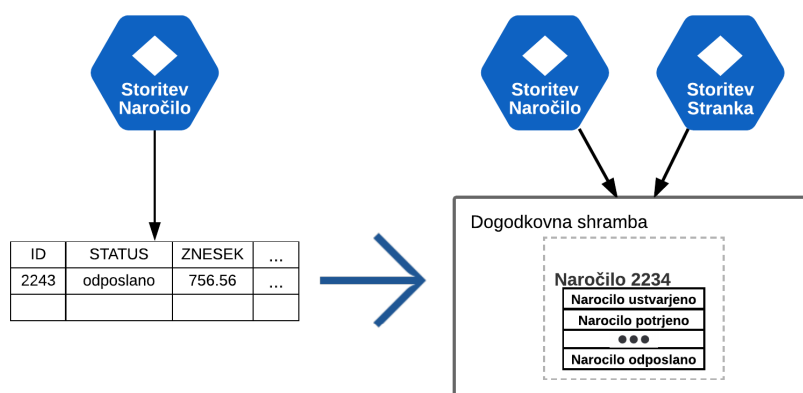 Storitev
Naročilo
Storitev
Naročilo
Storitev
Stranka
ID STATUS ZNESEK ...
2243 odposlano 756.56 ...
Dogodkovna shramba
Naročilo 2234
Narocilo ustvarjeno
Narocilo potrjeno
●●●
Narocilo odposlano